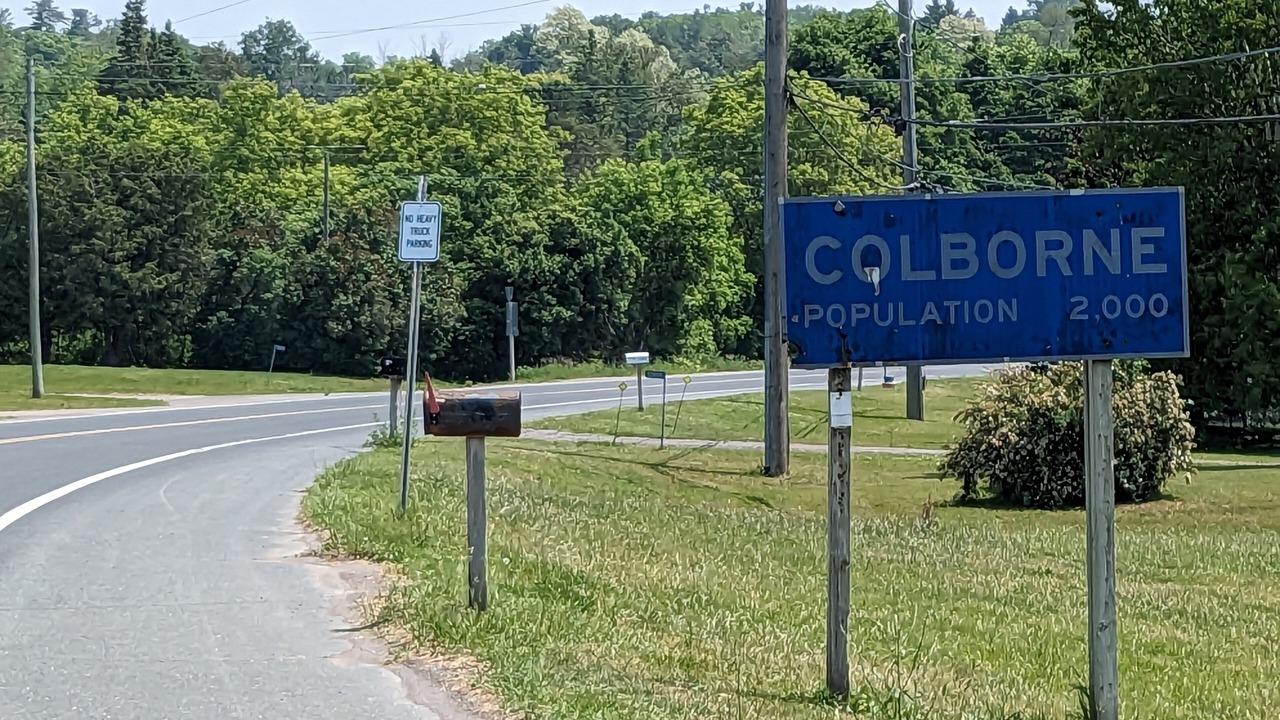 NO HEAVY
TRUCK
PARKING
COLBORNE
POPULATION 2,000